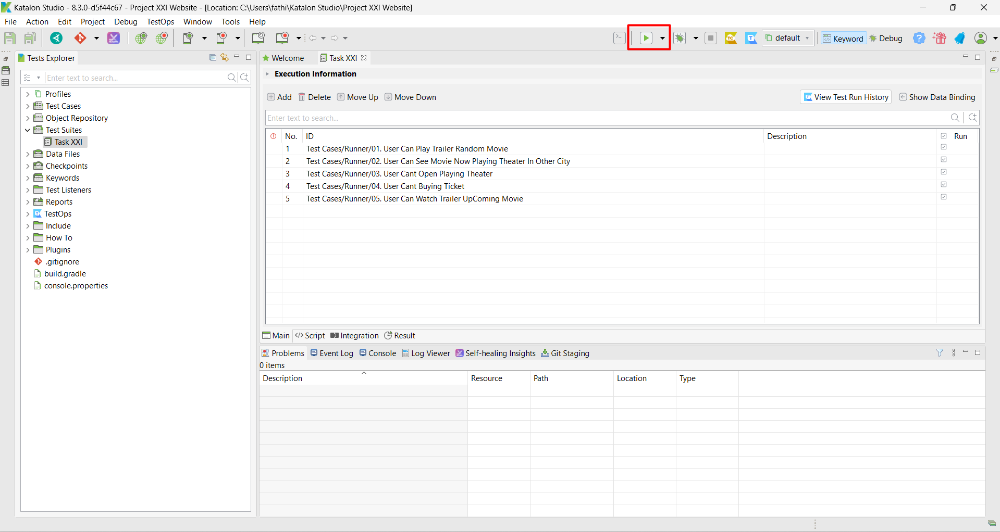 Katalon Studio - 8.3.0-d5f44c67 - Project XXI Website - [Location: C:\Users\fathi\Katalon Studio\Project XXI Website]
File Action Edit Project Debug TestOps Window Tools Help
default Keyword Debug
Tests Explorer
Enter text to search...
Profiles
Test Cases
Object Repository
Test Suites
Task XXI
Data Files
Checkpoints
Keywords
Test Listeners
Reports
TestOps
Include
How To
Plugins
.gitignore
build.gradle
console.properties
Welcome Task XXI
Execution Information
Add Delete Move Up Move Down View Test Run History Show Data Binding
Enter text to search...
No. ID Description Run
1 Test Cases/Runner/01. User Can Play Trailer Random Movie
2 Test Cases/Runner/02. User Can See Movie Now Playing Theater In Other City
3 Test Cases/Runner/03. User Cant Open Playing Theater
4 Test Cases/Runner/04. User Cant Buying Ticket
5 Test Cases/Runner/05. User Can Watch Trailer UpComing Movie
Main Script Integration Result
Problems Event Log Console Log Viewer Self-healing Insights Git Staging
0 items
Description Resource Path Location Type